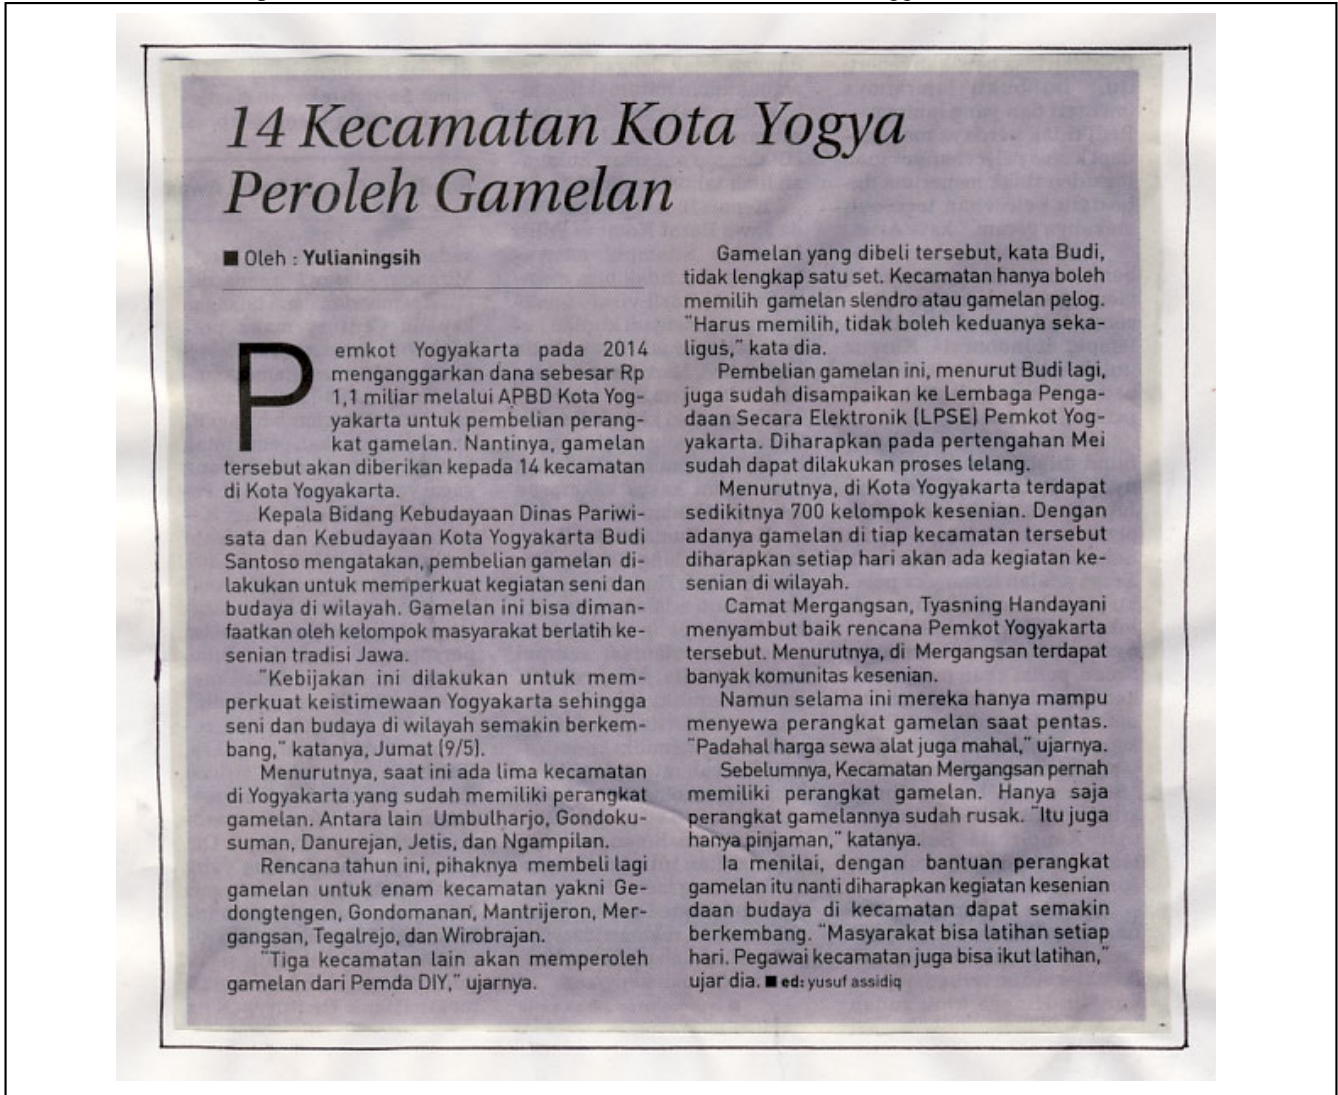 14 Kecamatan Kota Yogya
Peroleh Gamelan
■ Oleh : Yulianingsih
Pemkot Yogyakarta pada 2014
menganggarkan dana sebesar Rp
1,1 miliar melalui APBD Kota Yog-
yakarta untuk pembelian perang-
kat gamelan. Nantinya, gamelan
tersebut akan diberikan kepada 14 kecamatan
di Kota Yogyakarta.
Kepala Bidang Kebudayaan Dinas Pariwi-
sata dan Kebudayaan Kota Yogyakarta Budi
Santoso mengatakan, pembelian gamelan di-
lakukan untuk memperkuat kegiatan seni dan
budaya di wilayah. Gamelan ini bisa diman-
faatkan oleh kelompok masyarakat berlatih ke-
senian tradisi Jawa.
"Kebijakan ini dilakukan untuk mem-
perkuat keistimewaan Yogyakarta sehingga
seni dan budaya di wilayah semakin berkem-
bang," katanya, Jumat (9/5).
Menurutnya, saat ini ada lima kecamatan
di Yogyakarta yang sudah memiliki perangkat
gamelan. Antara lain Umbulharjo, Gondoku-
suman, Danurejan, Jetis, dan Ngampilan.
Rencana tahun ini, pihaknya membeli lagi
gamelan untuk enam kecamatan yakni Ge-
dongtengen, Gondomanan, Mantrijeron, Mer-
gangsan, Tegalrejo, dan Wirobrajan.
"Tiga kecamatan lain akan memperoleh
gamelan dari Pemda DIY," ujarnya.
Gamelan yang dibeli tersebut, kata Budi,
tidak lengkap satu set. Kecamatan hanya boleh
memilih gamelan slendro atau gamelan pelog.
"Harus memilih, tidak boleh keduanya seka-
ligus," kata dia.
Pembelian gamelan ini, menurut Budi lagi,
juga sudah disampaikan ke Lembaga Penga-
daan Secara Elektronik (LPSE) Pemkot Yog-
yakarta. Diharapkan pada pertengahan Mei
sudah dapat dilakukan proses lelang.
Menurutnya, di Kota Yogyakarta terdapat
sedikitnya 700 kelompok kesenian. Dengan
adanya gamelan di tiap kecamatan tersebut
diharapkan setiap hari akan ada kegiatan ke-
senian di wilayah.
Camat Mergangsan, Tyasning Handayani
menyambut baik rencana Pemkot Yogyakarta
tersebut. Menurutnya, di Mergangsan terdapat
banyak komunitas kesenian.
Namun selama ini mereka hanya mampu
menyewa perangkat gamelan saat pentas.
"Padahal harga sewa alat juga mahal," ujarnya.
Sebelumnya, Kecamatan Mergangsan pernah
memiliki perangkat gamelan. Hanya saja
perangkat gamelannya sudah rusak. "Itu juga
hanya pinjaman," katanya.
Ia menilai, dengan bantuan perangkat
gamelan itu nanti diharapkan kegiatan kesenian
daan budaya di kecamatan dapat semakin
berkembang. "Masyarakat bisa latihan setiap
hari. Pegawai kecamatan juga bisa ikut latihan,"
ujar dia. ■ ed: yusuf assidiq